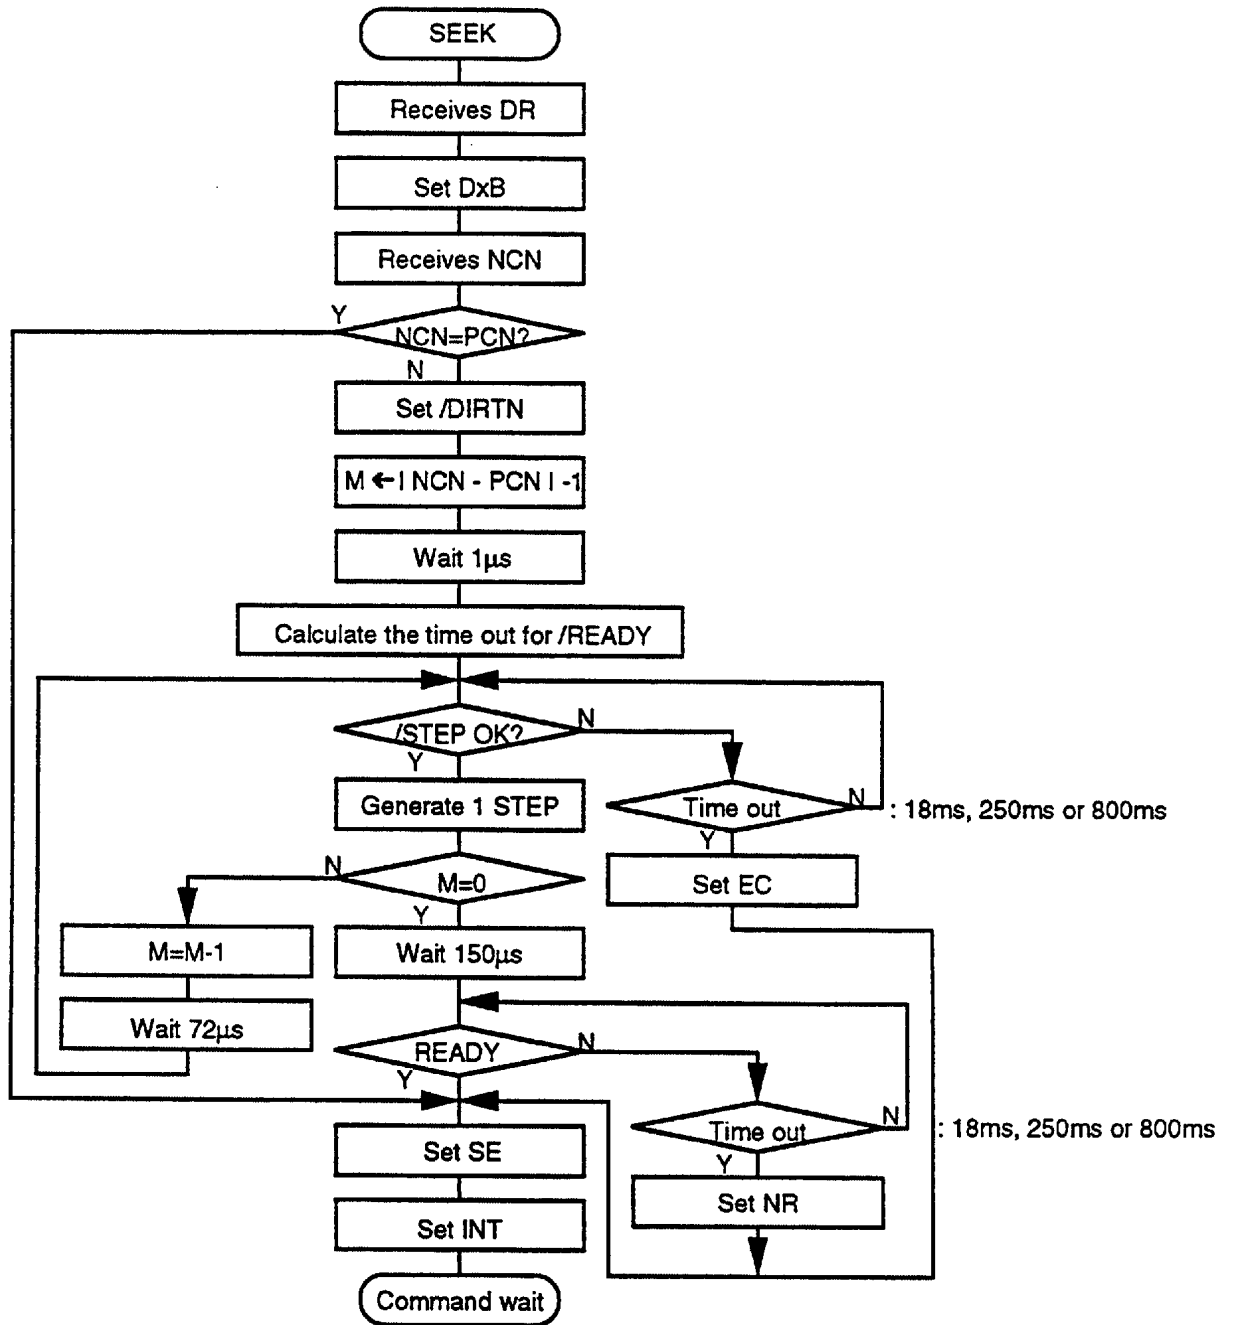 SEEK
Receives DR
Set DxB
Receives NCN
Y
NCN=PCN?
N
Set /DIRTN
M ← | NCN - PCN | -1
Wait 1µs
Calculate the time out for /READY
/STEP OK?
N
Y
Generate 1 STEP
Time out
N
: 18ms, 250ms or 800ms
Y
Set EC
N
M=0
Y
M=M-1
Wait 150µs
Wait 72µs
READY
N
Y
Time out
N
: 18ms, 250ms or 800ms
Y
Set SE
Set NR
Set INT
Command wait